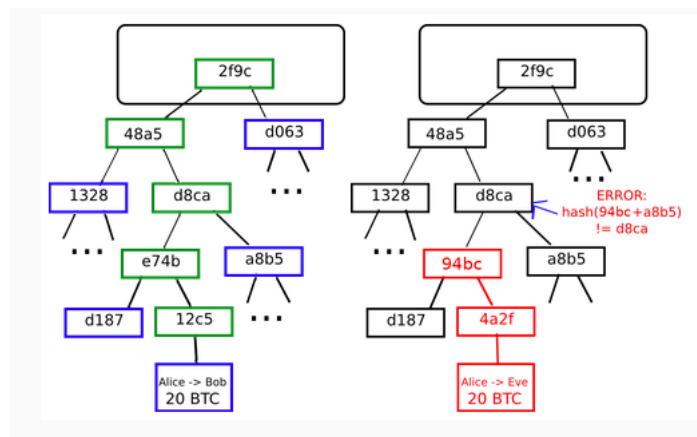 2f9c
48a5
d063
...
1328
d8ca
...
e74b
a8b5
...
d187
12c5
Alice -> Bob
20 BTC
2f9c
48a5
d063
...
1328
d8ca
ERROR:
hash(94bc+a8b5)
!= d8ca
...
94bc
a8b5
d187
4a2f
Alice -> Eve
20 BTC